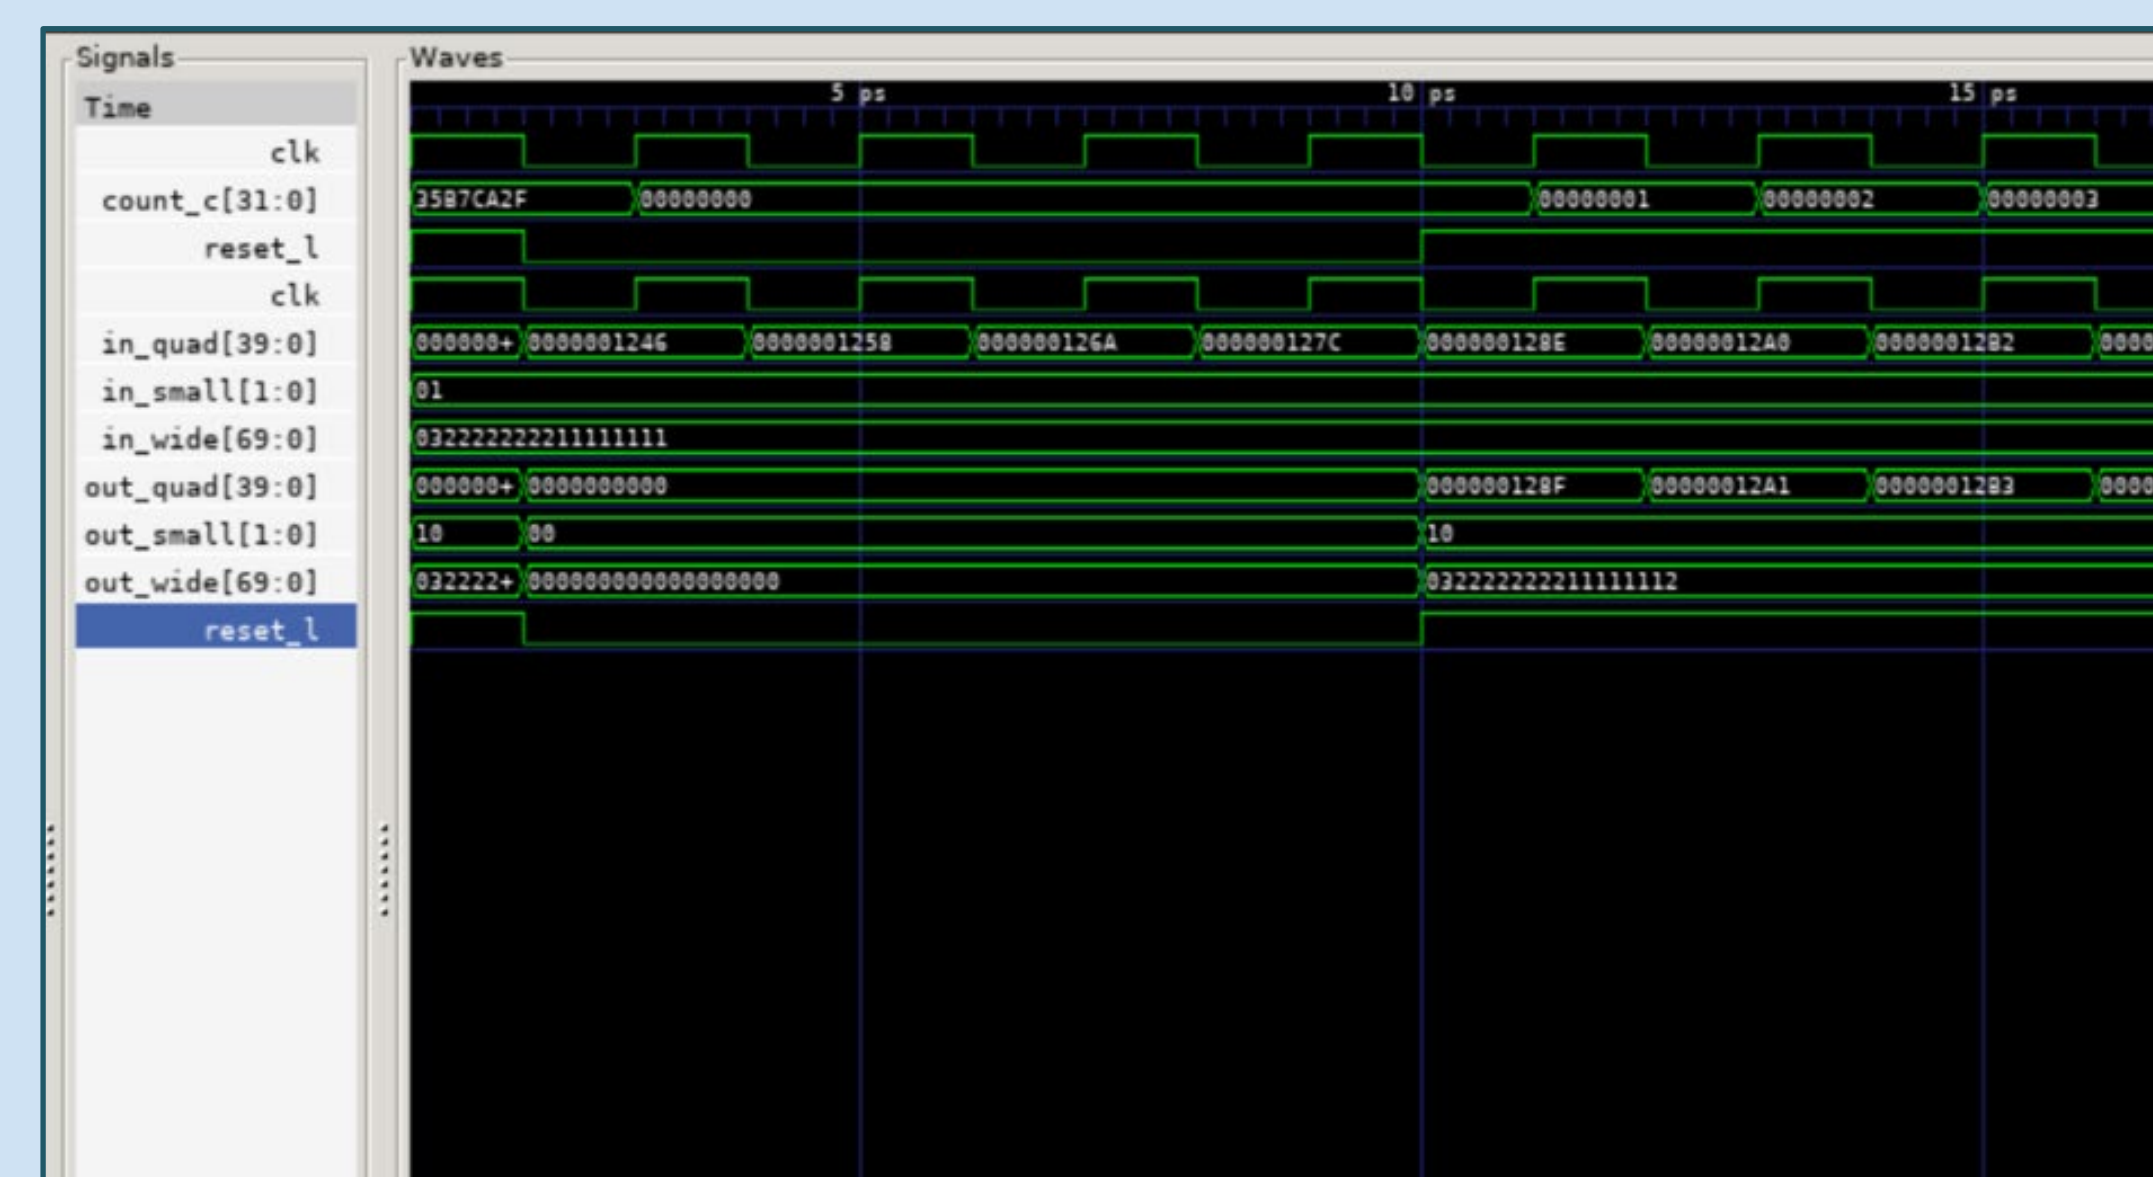 Signals Waves
Time 5 ps 10 ps 15 ps
clk
count_c[31:0] 35B7CA2F 00000000 00000001 00000002 00000003
reset_l
clk
in_quad[39:0] 000000+ 0000001246 0000001258 000000126A 000000127C 000000128E 00000012A0 00000012B2 0000
in_small[1:0] 01
in_wide[69:0] 032222222211111111
out_quad[39:0] 000000+ 0000000000 000000128F 00000012A1 00000012B3 0000
out_small[1:0] 10 00 10
out_wide[69:0] 032222+ 000000000000000000 032222222211111112
reset_l